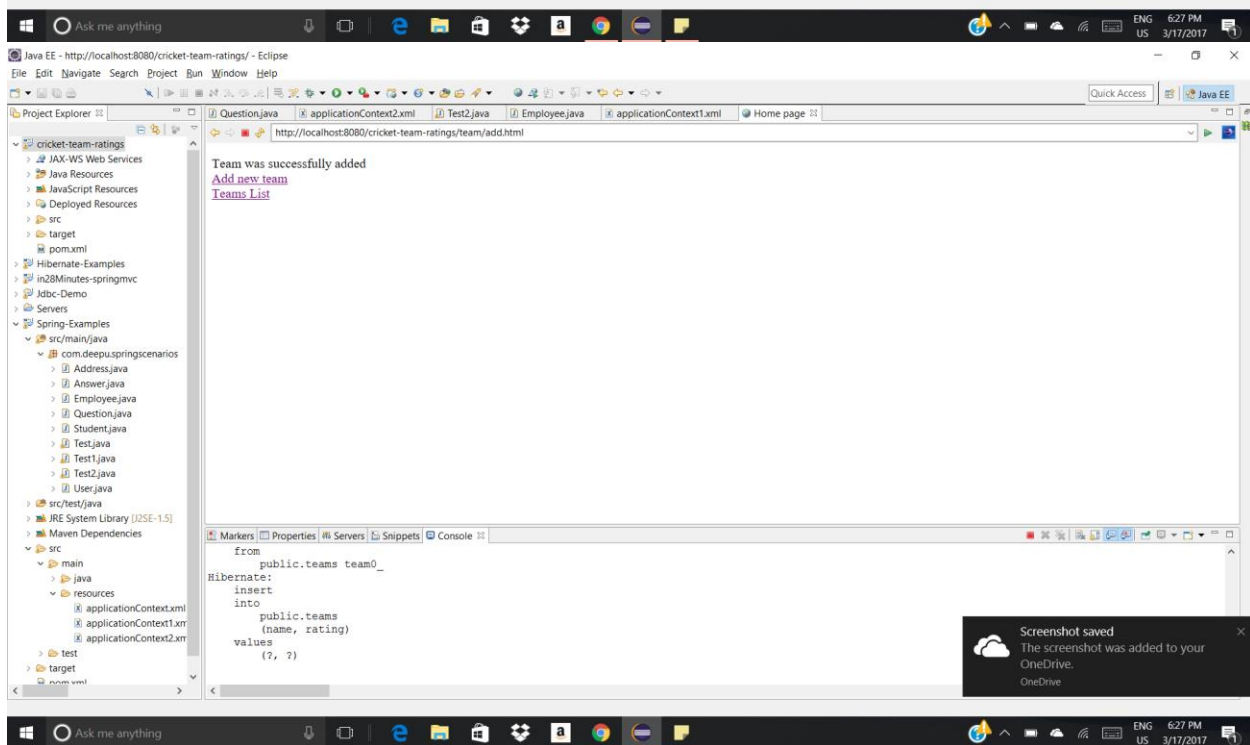 Ask me anything
a
ENG 6:27 PM
US 3/17/2017
Java EE - http://localhost:8080/cricket-team-ratings/ - Eclipse
File Edit Navigate Search Project Run Window Help
Quick Access Java EE
Project Explorer
Question.java applicationContext2.xml Test2.java Employee.java applicationContext1.xml Home page
http://localhost:8080/cricket-team-ratings/team/add.html
cricket-team-ratings
JAX-WS Web Services
Java Resources
JavaScript Resources
Deployed Resources
src
target
pom.xml
Hibernate-Examples
in28Minutes-springmvc
Jdbc-Demo
Servers
Spring-Examples
src/main/java
com.deepu.springscenarios
Address.java
Answer.java
Employee.java
Question.java
Student.java
Test.java
Test1.java
Test2.java
User.java
src/test/java
JRE System Library [J2SE-1.5]
Maven Dependencies
src
main
java
resources
applicationContext.xml
applicationContext1.xm
applicationContext2.xm
test
target
pom.xml
Team was successfully added
Add new team
Teams List
Markers Properties Servers Snippets Console
from
public.teams team0_
Hibernate:
insert
into
public.teams
(name, rating)
values
(?, ?)
Screenshot saved
The screenshot was added to your
OneDrive.
OneDrive
Ask me anything
a
ENG 6:27 PM
US 3/17/2017